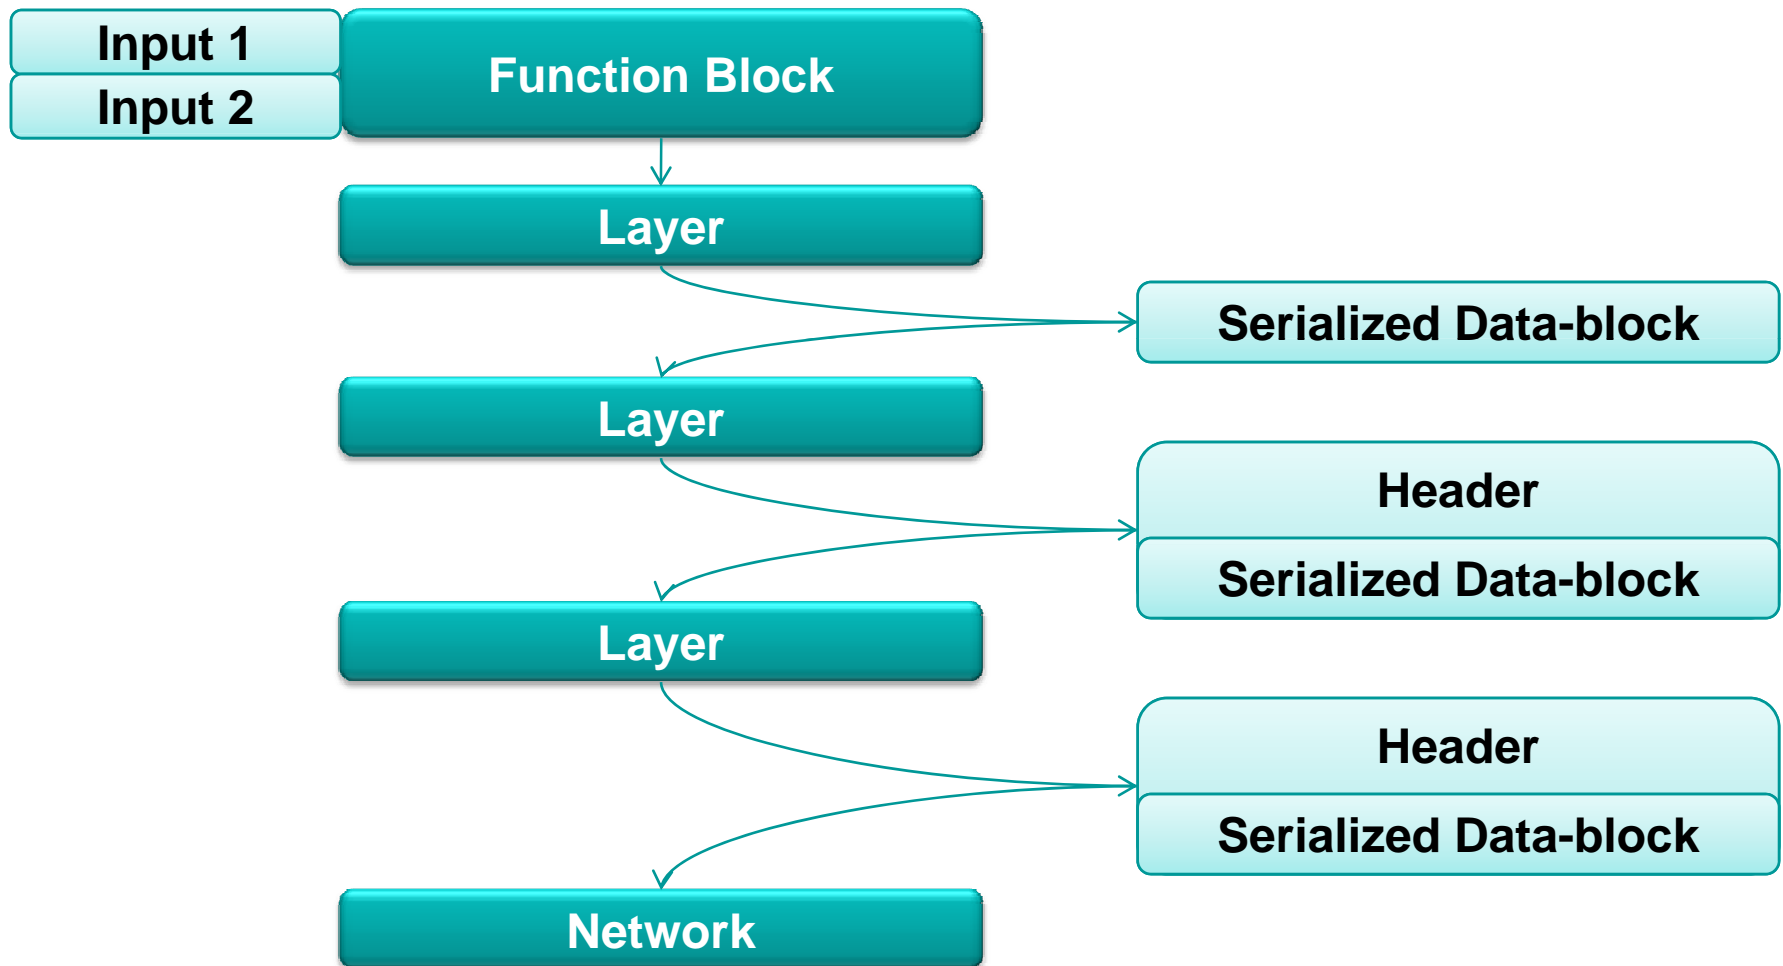 Input 1
Input 2
Function Block
Layer
Serialized Data-block
Layer
Header
Serialized Data-block
Layer
Header
Serialized Data-block
Network